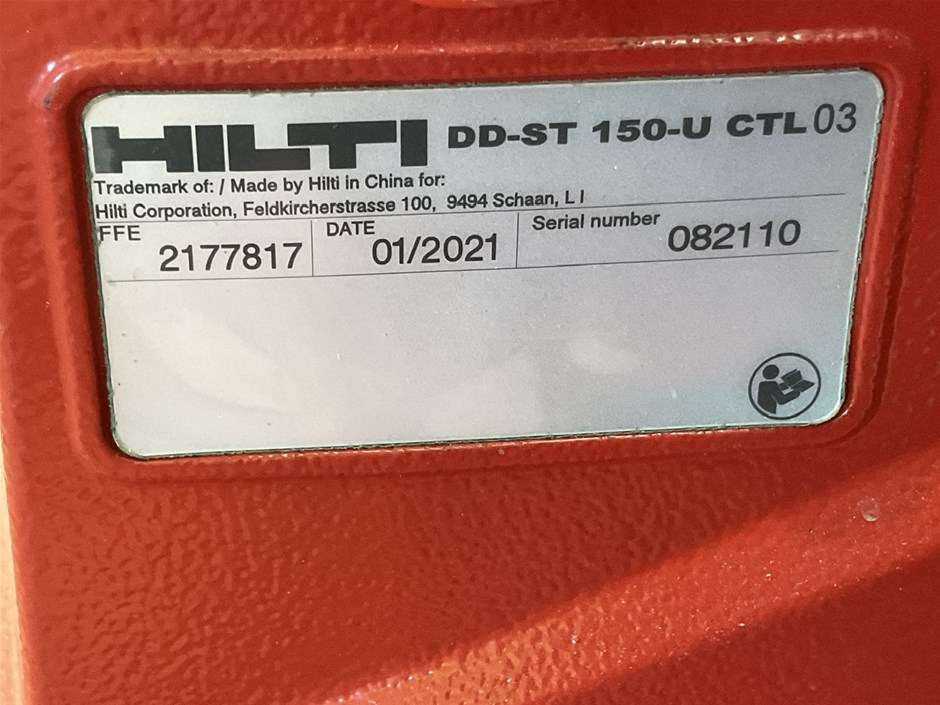 HILTI DD-ST 150-U CTL 03
Trademark of: / Made by Hilti in China for:
Hilti Corporation, Feldkircherstrasse 100, 9494 Schaan, L I
FFE 2177817 DATE 01/2021 Serial number 082110